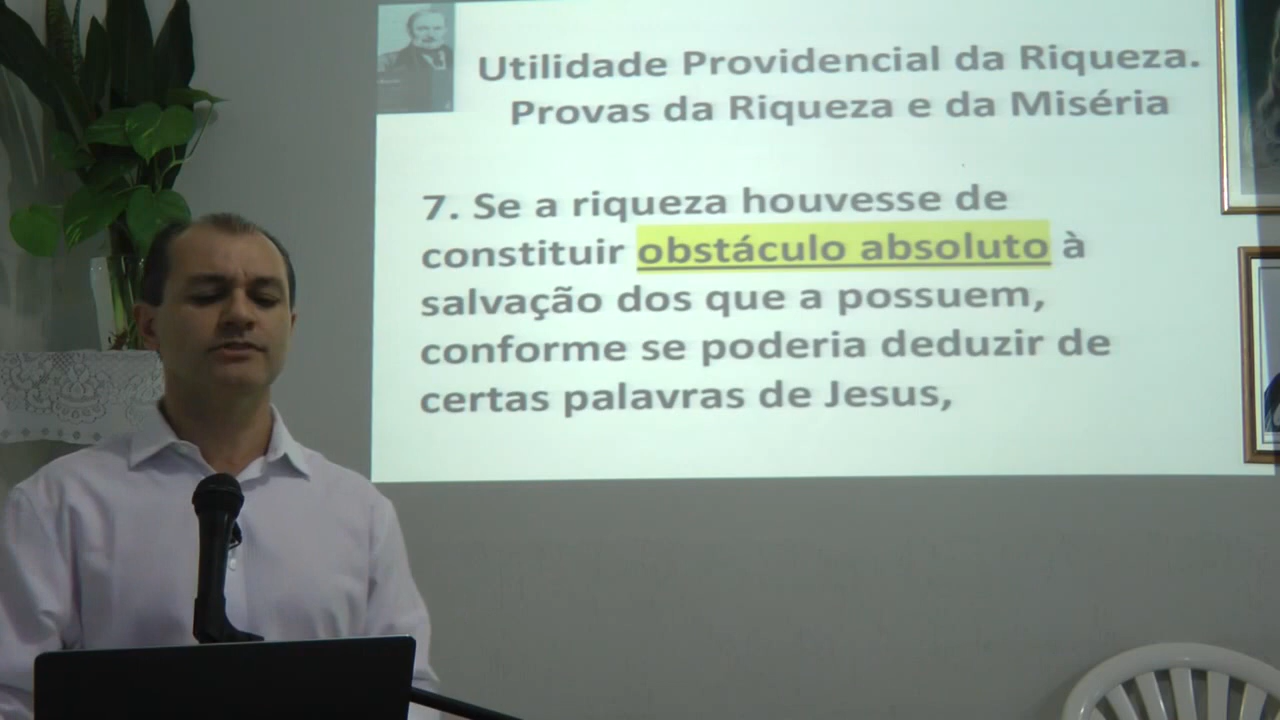 Utilidade Providencial da Riqueza.
Provas da Riqueza e da Miséria
7. Se a riqueza houvesse de
constituir obstáculo absoluto à
salvação dos que a possuem,
conforme se poderia deduzir de
certas palavras de Jesus,